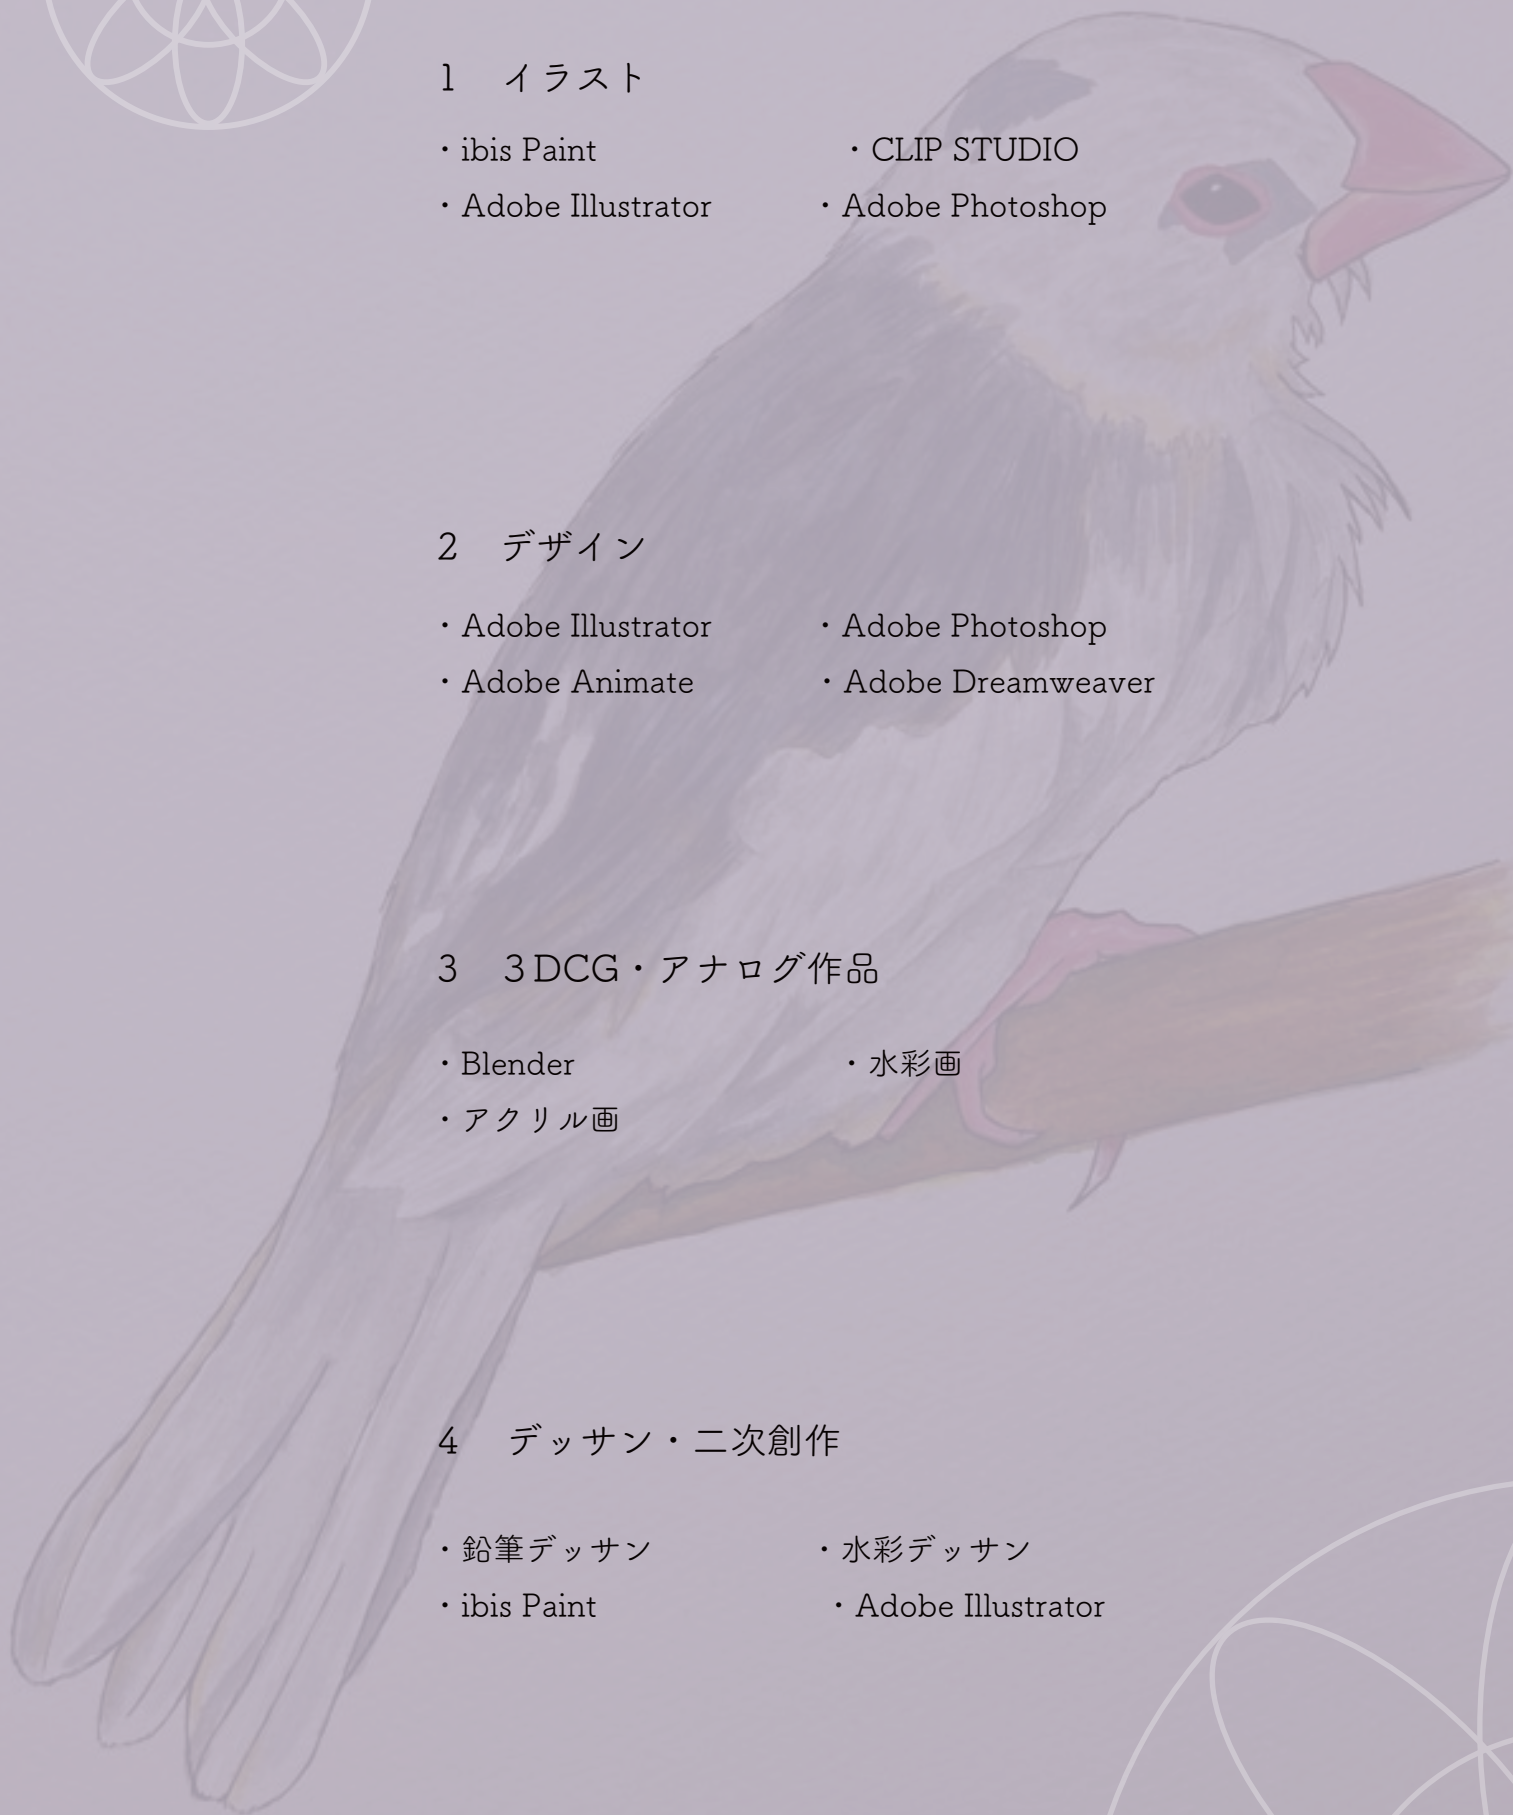 1　イラスト
・ibis Paint　・CLIP STUDIO
・Adobe Illustrator　・Adobe Photoshop
2　デザイン
・Adobe Illustrator　・Adobe Photoshop
・Adobe Animate　・Adobe Dreamweaver
3　３DCG・アナログ作品
・Blender　・水彩画
・アクリル画
4　デッサン・二次創作
・鉛筆デッサン　・水彩デッサン
・ibis Paint　・Adobe Illustrator